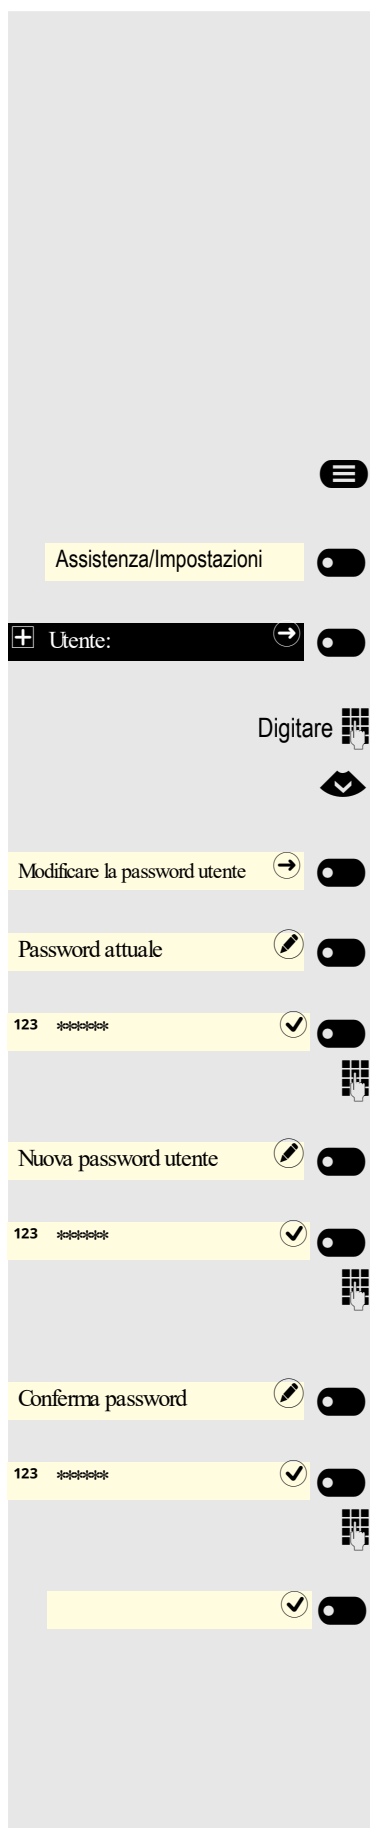 Assistenza/Impostazioni
Utente:
Digitare
Modificare la password utente
Password attuale
123 ******
Nuova password utente
123 ******
Conferma password
123 ******